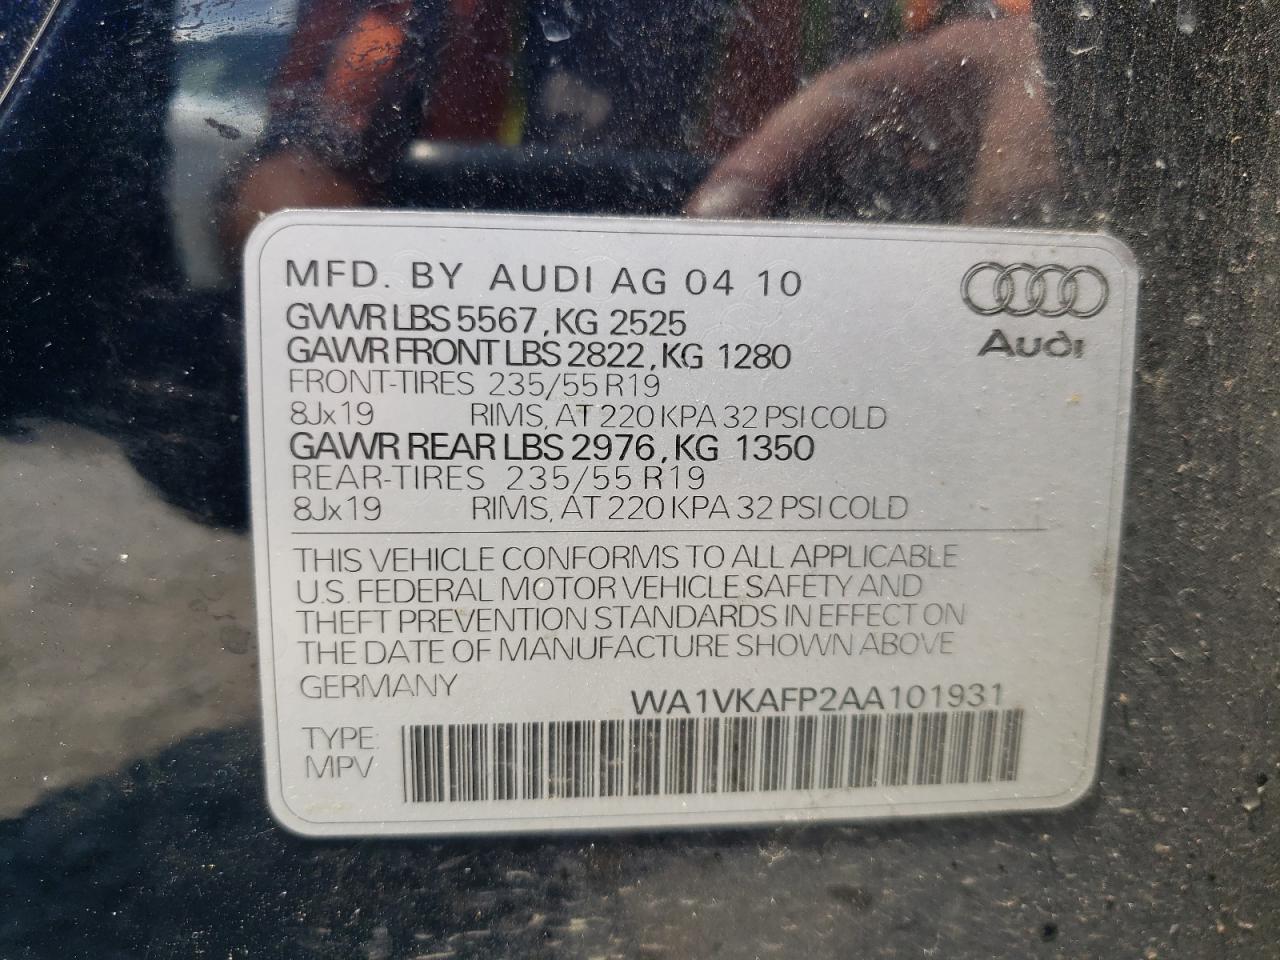 MFD. BY AUDI AG 04 10
GVWR LBS 5567, KG 2525
GAWR FRONT LBS 2822, KG 1280
FRONT-TIRES 235/55 R19
8Jx19 RIMS, AT 220 KPA 32 PSI COLD
GAWR REAR LBS 2976, KG 1350
REAR-TIRES 235/55 R19
8Jx19 RIMS, AT 220 KPA 32 PSI COLD
Audi
THIS VEHICLE CONFORMS TO ALL APPLICABLE
U.S. FEDERAL MOTOR VEHICLE SAFETY AND
THEFT PREVENTION STANDARDS IN EFFECT ON
THE DATE OF MANUFACTURE SHOWN ABOVE
GERMANY WA1VKAFP2AA101931
TYPE:
MPV